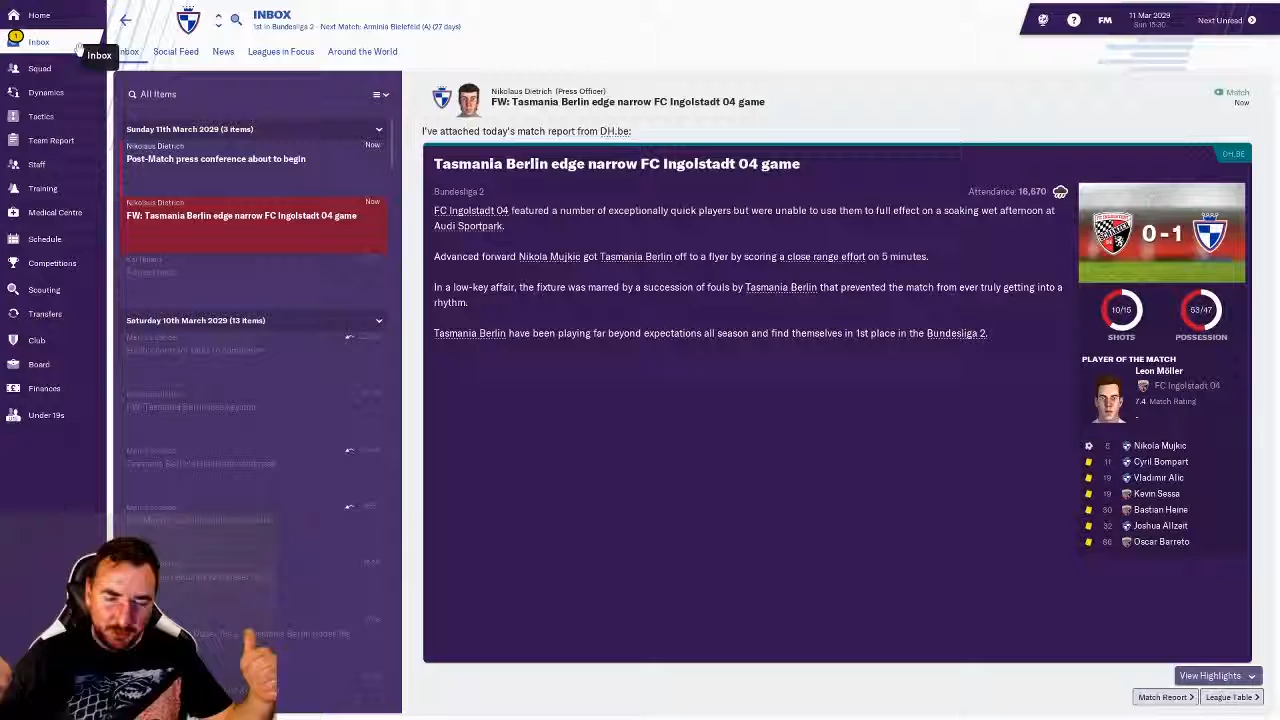 Home
INBOX
1st in Bundesliga 2 - Next Match: Arminia Bielefeld (A) (27 days)
FM
11 Mar 2029
Sun 15:30
Next Unread
1
Inbox
Inbox
Social Feed
News
Leagues in Focus
Around the World
Inbox
Squad
Dynamics
Tactics
Team Report
Staff
Training
Medical Centre
Schedule
Competitions
Scouting
Transfers
Club
Board
Finances
Under 19s
All Items
Sunday 11th March 2029 (3 items)
Nikolaus Dietrich
Now
Post-Match press conference about to begin
Nikolaus Dietrich
Now
FW: Tasmania Berlin edge narrow FC Ingolstadt 04 game
Saturday 10th March 2029 (13 items)
Nikolaus Dietrich (Press Officer)
FW: Tasmania Berlin edge narrow FC Ingolstadt 04 game
Match
Now
I've attached today's match report from DH.be:
Tasmania Berlin edge narrow FC Ingolstadt 04 game
DH.BE
Bundesliga 2
Attendance: 16,670
FC Ingolstadt 04 featured a number of exceptionally quick players but were unable to use them to full effect on a soaking wet afternoon at
Audi Sportpark.
Advanced forward Nikola Mujkic got Tasmania Berlin off to a flyer by scoring a close range effort on 5 minutes.
In a low-key affair, the fixture was marred by a succession of fouls by Tasmania Berlin that prevented the match from ever truly getting into a
rhythm.
Tasmania Berlin have been playing far beyond expectations all season and find themselves in 1st place in the Bundesliga 2.
0-1
10/15
SHOTS
53/47
POSSESSION
PLAYER OF THE MATCH
Leon Möller
FC Ingolstadt 04
7.4 Match Rating
-
5 Nikola Mujkic
11 Cyril Bompart
19 Vladimir Alic
19 Kevin Sessa
30 Bastian Heine
32 Joshua Allzeit
66 Oscar Barreto
View Highlights
Match Report
League Table